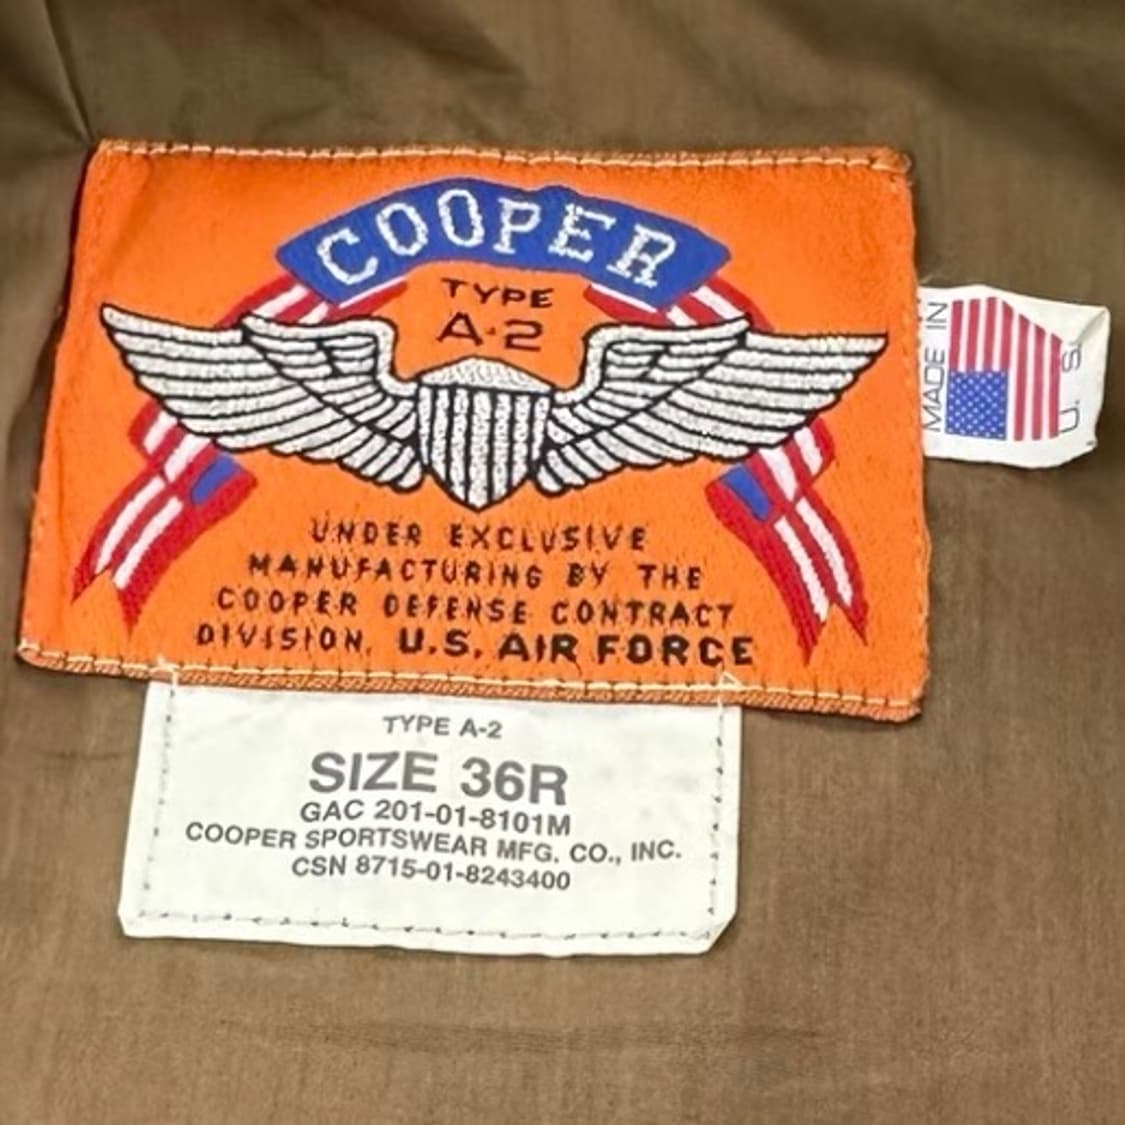 COOPER
TYPE
A-2
UNDER EXCLUSIVE
MANUFACTURING BY THE
COOPER DEFENSE CONTRACT
DIVISION, U.S. AIR FORCE
MADE IN
U. S.
TYPE A-2
SIZE 36R
GAC 201-01-8101M
COOPER SPORTSWEAR MFG. CO., INC.
CSN 8715-01-8243400